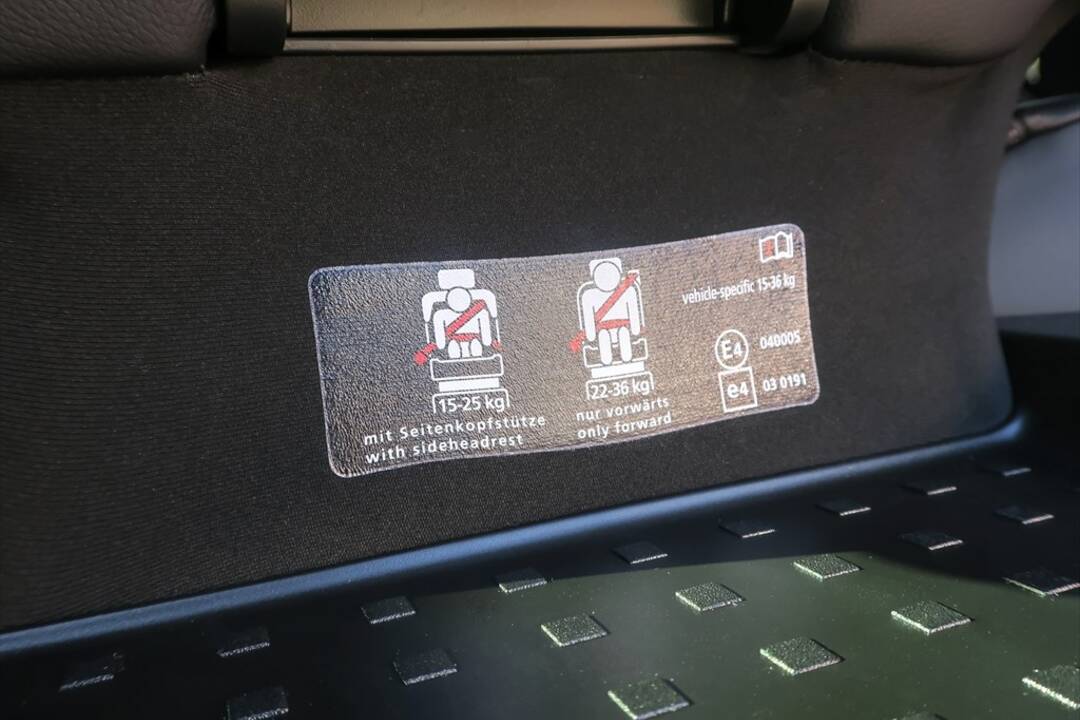 15-25 kg
mit Seitenkopfstütze
with sideheadrest
22-36 kg
nur vorwärts
only forward
vehicle-specific 15-36 kg
E4 040005
e4 03 0191